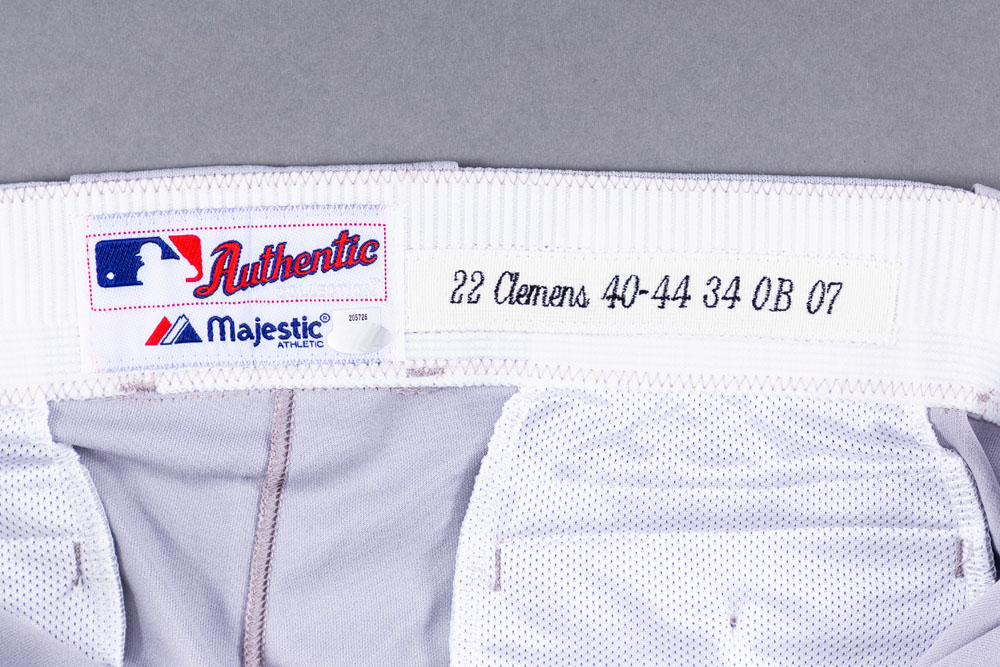 Authentic
Majestic®
ATHLETIC
205726
22 Clemens 40-44 34 0B 07